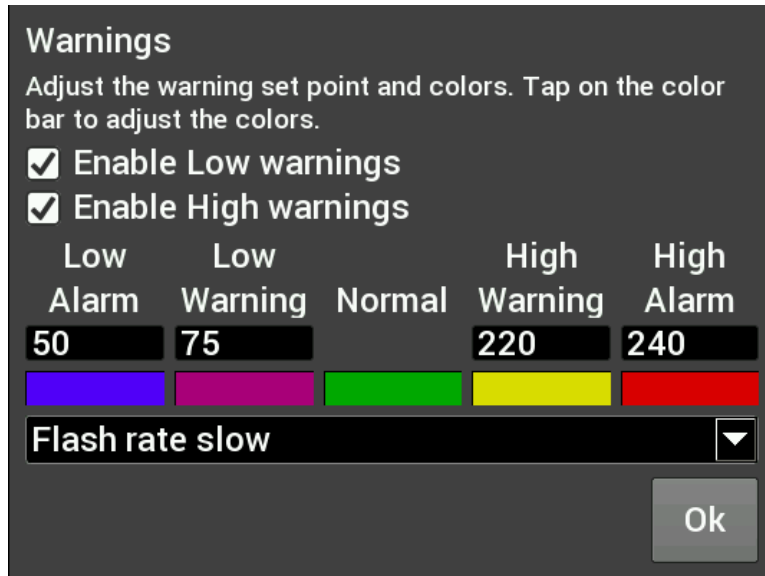 Warnings
Adjust the warning set point and colors. Tap on the color
bar to adjust the colors.
Enable Low warnings
Enable High warnings
Low Low High High
Alarm Warning Normal Warning Alarm
50 75 220 240
Flash rate slow
Ok